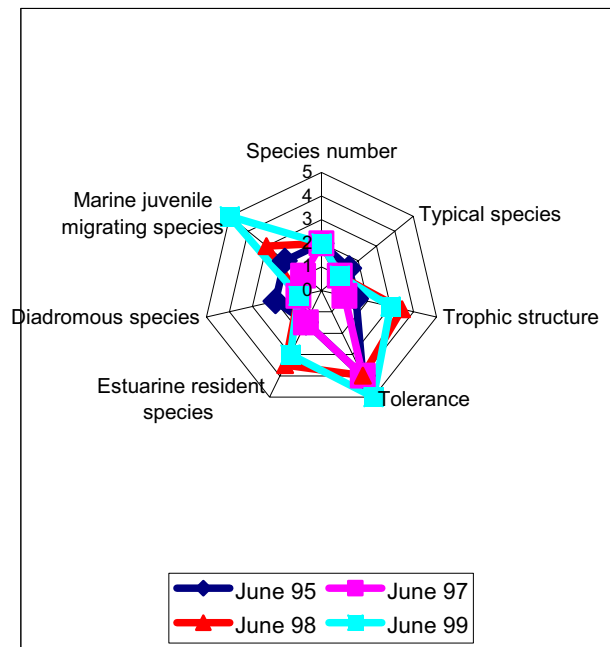 Species number
5
4
3
2
1
0
Typical species
Trophic structure
Tolerance
Estuarine resident
species
Diadromous species
Marine juvenile
migrating species
June 95
June 97
June 98
June 99